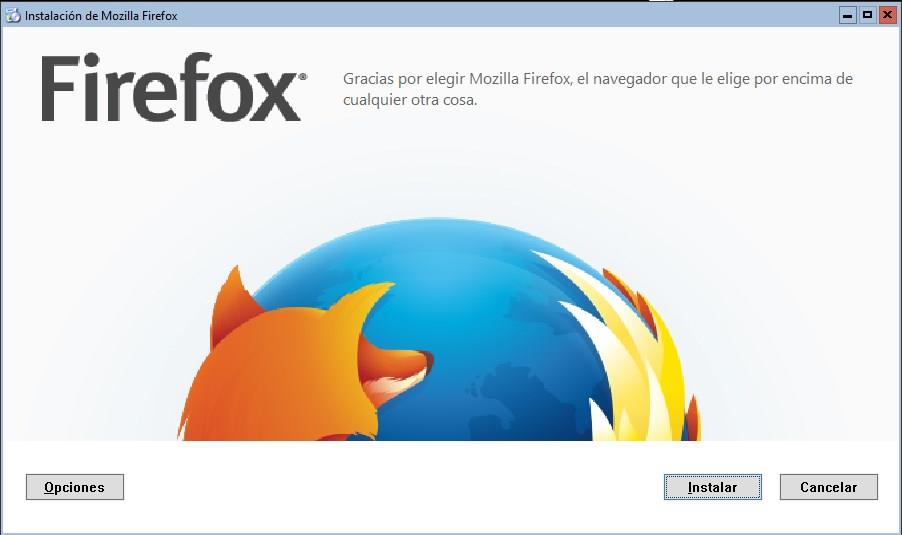 Instalación de Mozilla Firefox
Firefox®
Gracias por elegir Mozilla Firefox, el navegador que le elige por encima de
cualquier otra cosa.
Opciones
Instalar
Cancelar